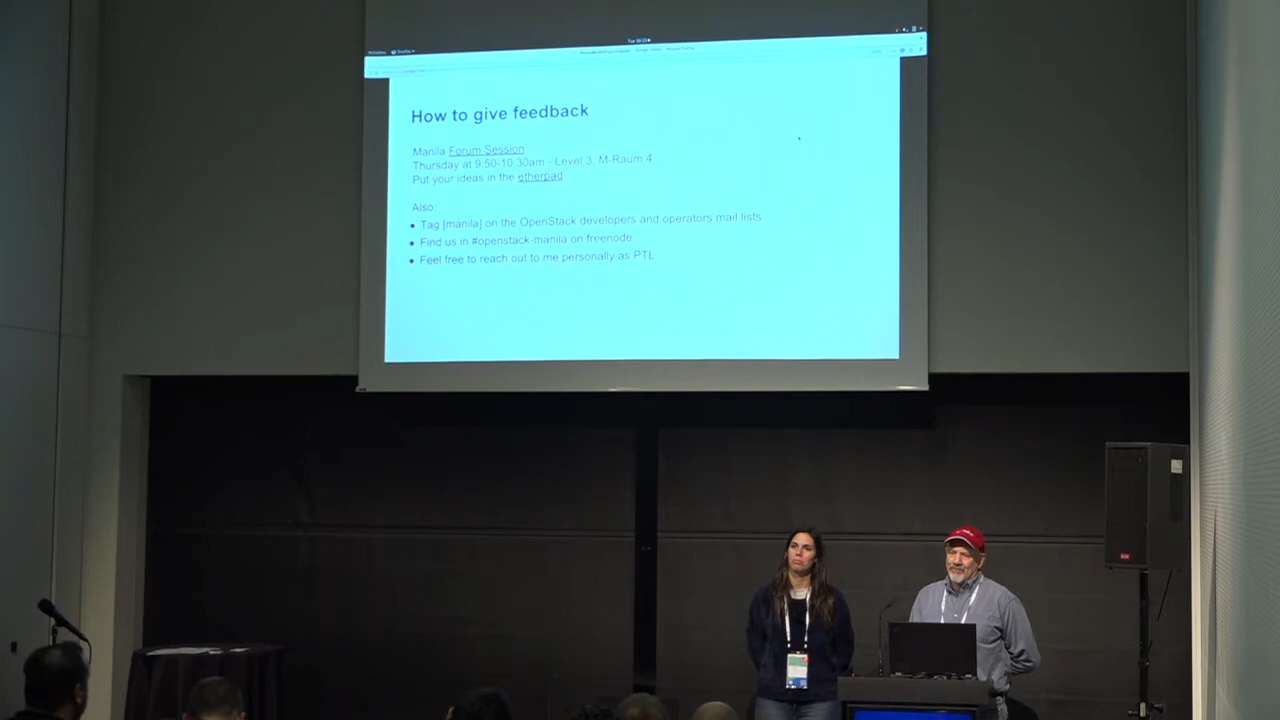 How to give feedback
Manila Forum Session
Thursday at 9:50-10:30am - Level 3, M-Raum 4
Put your ideas in the etherpad
Also:
• Tag [manila] on the OpenStack developers and operators mail lists
• Find us in #openstack-manila on freenode
• Feel free to reach out to me personally as PTL